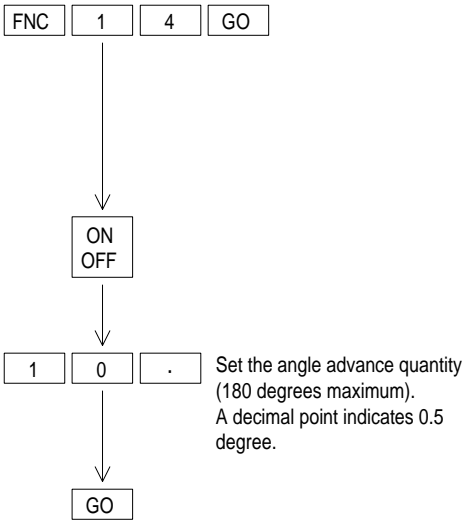 FNC 1 4 GO
ON
OFF
1 0 . Set the angle advance quantity
(180 degrees maximum).
A decimal point indicates 0.5
degree.
GO